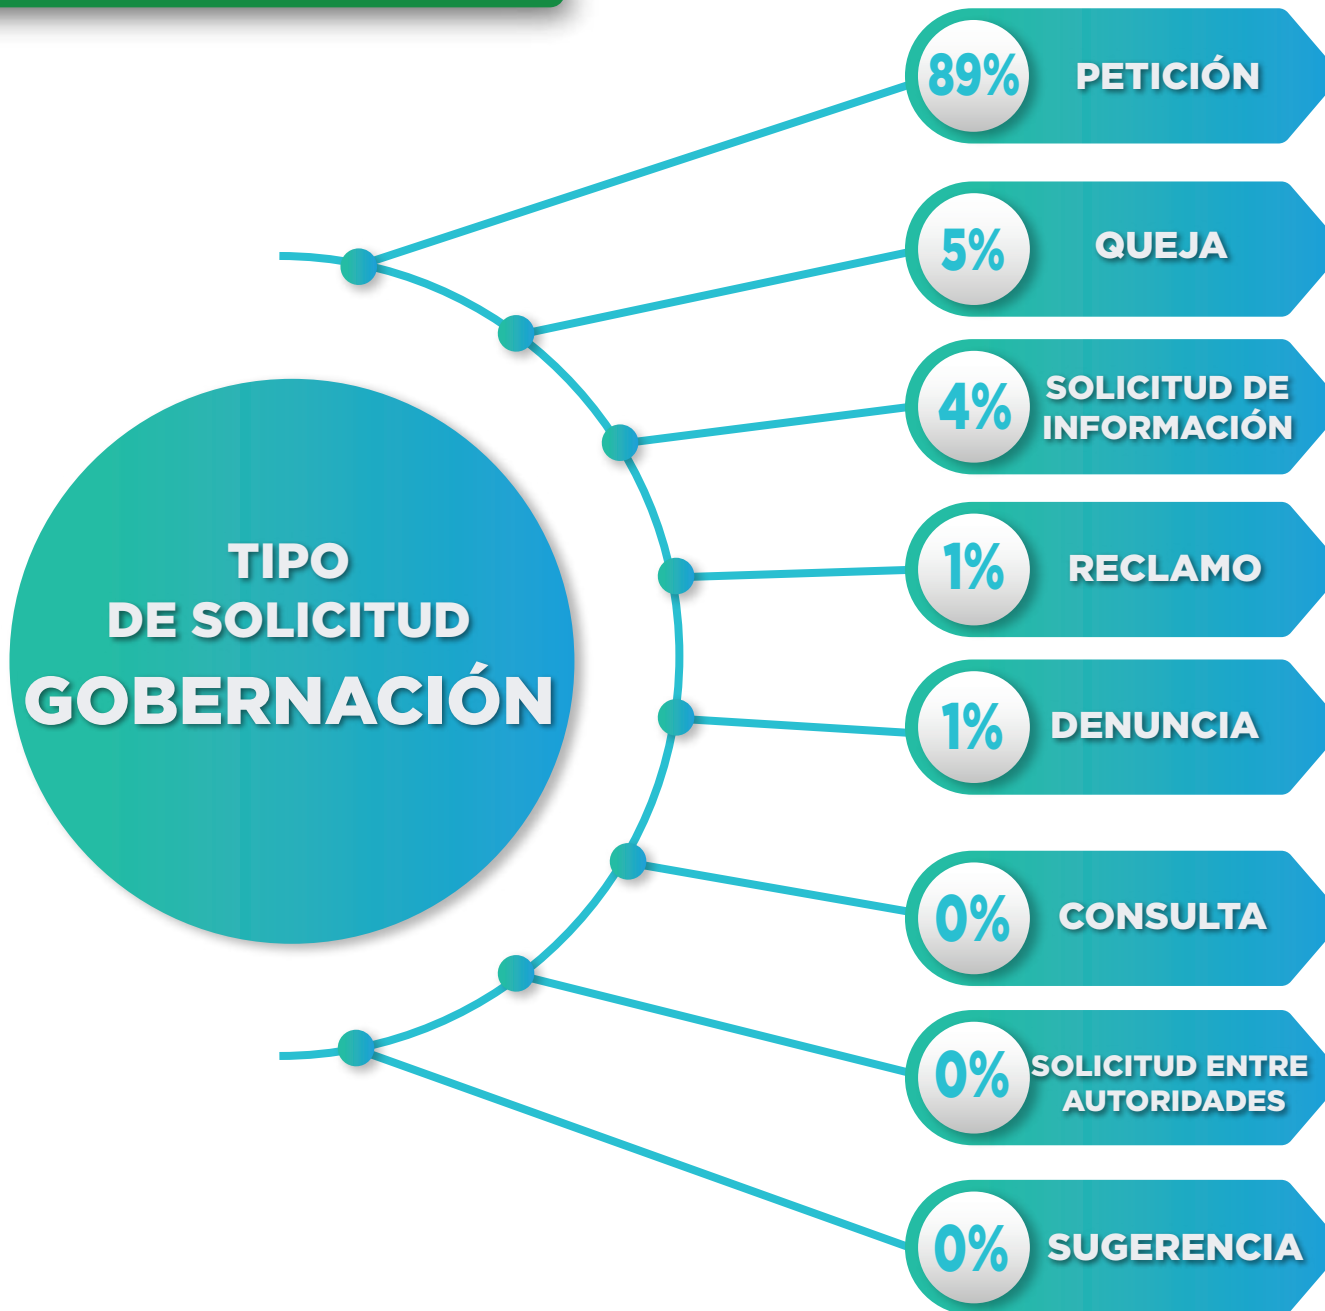 TIPO
DE SOLICITUD
GOBERNACIÓN
89% PETICIÓN
5% QUEJA
4% SOLICITUD DE
INFORMACIÓN
1% RECLAMO
1% DENUNCIA
0% CONSULTA
0% SOLICITUD ENTRE
AUTORIDADES
0% SUGERENCIA